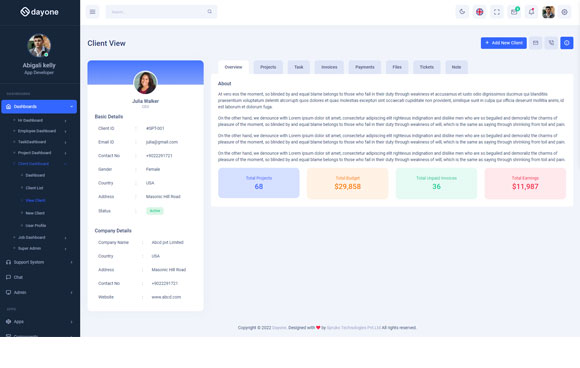 dayone
Search...
Abigali kelly
App Developer
DASHBOARDS
Dashboards
Hr Dashboard
Employee Dashboard
TaskDashboard
Project Dashboard
Client Dashboard
Dashboard
Client List
View Client
New Client
User Profile
Job Dashboard
Super Admin
Support System
Chat
Admin
APPS
Apps
Components
Client View
+ Add New Client
Julia Walker
CEO
Basic Details
Client ID : #SPT-001
Email ID : julia@gmail.com
Contact No : +9022291721
Gender : Female
Country : USA
Address : Masonic Hill Road
Status : Active
Company Details
Company Name : Abcd pvt Limited
Country : USA
Address : Masonic Hill Road
Contact No : +9022291721
Website : www.abcd.com
Overview Projects Task Invoices Payments Files Tickets Note
About
At vero eos the moment, so blinded by and equal blame belongs to those who fail in their duty through weakness et accusamus et iusto odio dignissimos ducimus qui blanditiis
praesentium voluptatum deleniti atcorrupti quos dolores et quas molestias excepturi sint occaecati cupiditate non provident, similique sunt in culpa qui officia deserunt mollitia animi, id
est laborum et dolorum fuga.
On the other hand, we denounce with Lorem ipsum dolor sit amet, consectetur adipiscing elit righteous indignation and dislike men who are so beguiled and demoraliz the charms of
pleasure of the moment, so blinded by and equal blame belongs to those who fail in their duty through weakness of will, which is the same as saying through shrinking from toil and pain.
On the other hand, we denounce with Lorem ipsum dolor sit amet, consectetur adipiscing elit righteous indignation and dislike men who are so beguiled and demoraliz the charms of
pleasure of the moment, so blinded by and equal blame belongs to those who fail in their duty through weakness of will, which is the same as saying through shrinking from toil and pain.
On the other hand, we denounce with Lorem ipsum dolor sit amet, consectetur adipiscing elit righteous indignation and dislike men who are so beguiled and demoraliz the charms of
pleasure of the moment, so blinded by and equal blame belongs to those who fail in their duty through weakness of will, which is the same as saying through shrinking from toil and pain.
Total Projects
68
Total Budget
$29,858
Total Unpaid Invoices
36
Total Earnings
$11,987
Copyright © 2022 Dayone. Designed with ❤ by Spruko Technologies Pvt.Ltd All rights reserved.